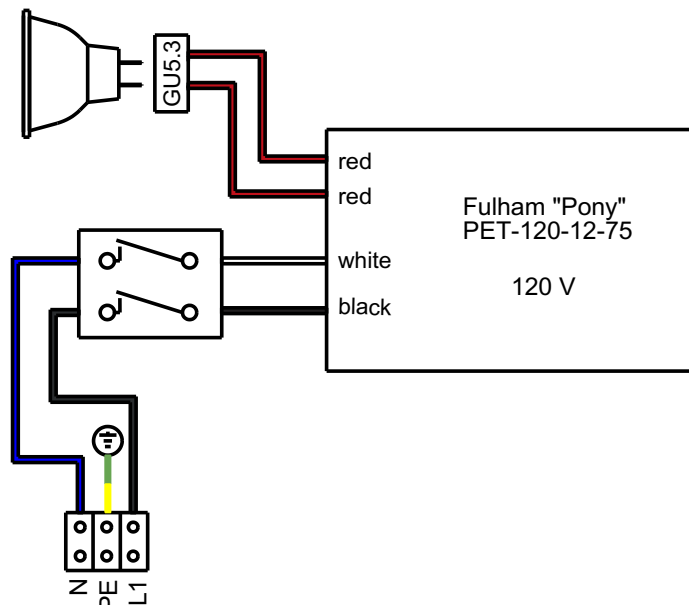 GU5.3
red
red
Fulham "Pony"
PET-120-12-75
white
120 V
black
N
PE
L1